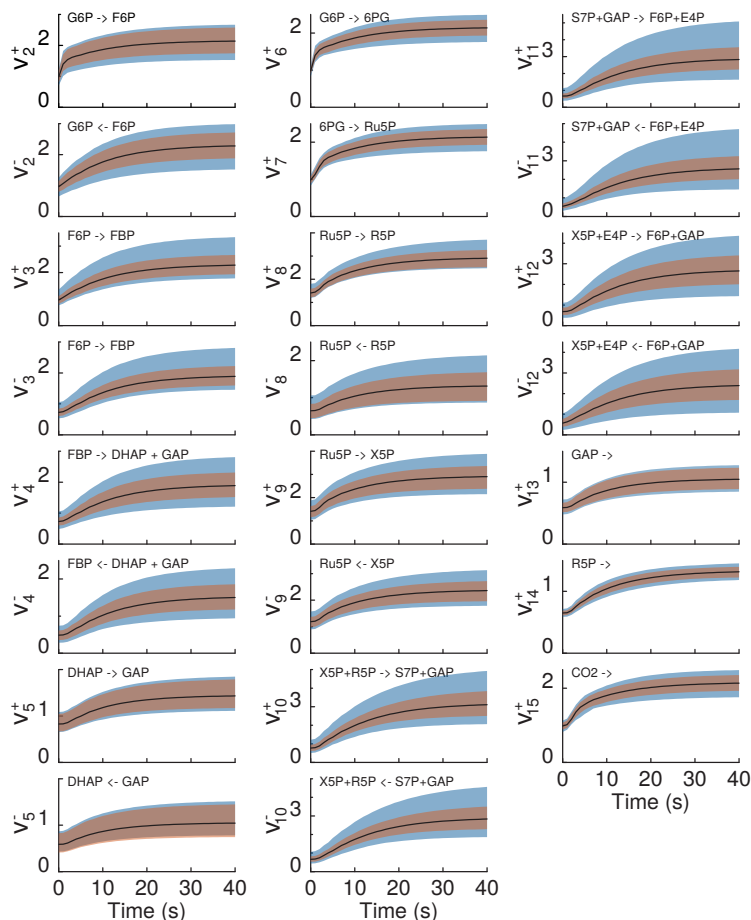 G6P -> F6P
v2+
2
0
G6P <- F6P
v2-
2
0
F6P -> FBP
v3+
2
0
F6P -> FBP
v3-
2
0
FBP -> DHAP + GAP
v4+
2
0
FBP <- DHAP + GAP
v4-
2
0
DHAP -> GAP
v5+
1
0
DHAP <- GAP
v5-
1
0
0 10 20 30 40
Time (s)
G6P -> 6PG
v6+
2
0
6PG -> Ru5P
v7+
2
0
Ru5P -> R5P
v8+
2
0
Ru5P <- R5P
v8-
2
0
Ru5P -> X5P
v9+
2
0
Ru5P <- X5P
v9-
2
0
X5P+R5P -> S7P+GAP
v10+
3
0
X5P+R5P <- S7P+GAP
v10-
3
0
0 10 20 30 40
Time (s)
S7P+GAP -> F6P+E4P
v11+
3
0
S7P+GAP <- F6P+E4P
v11-
3
0
X5P+E4P -> F6P+GAP
v12+
3
0
X5P+E4P <- F6P+GAP
v12-
3
0
GAP ->
v13+
1
0
R5P ->
v14+
1
0
CO2 ->
v15+
2
0
0 20 40
Time (s)